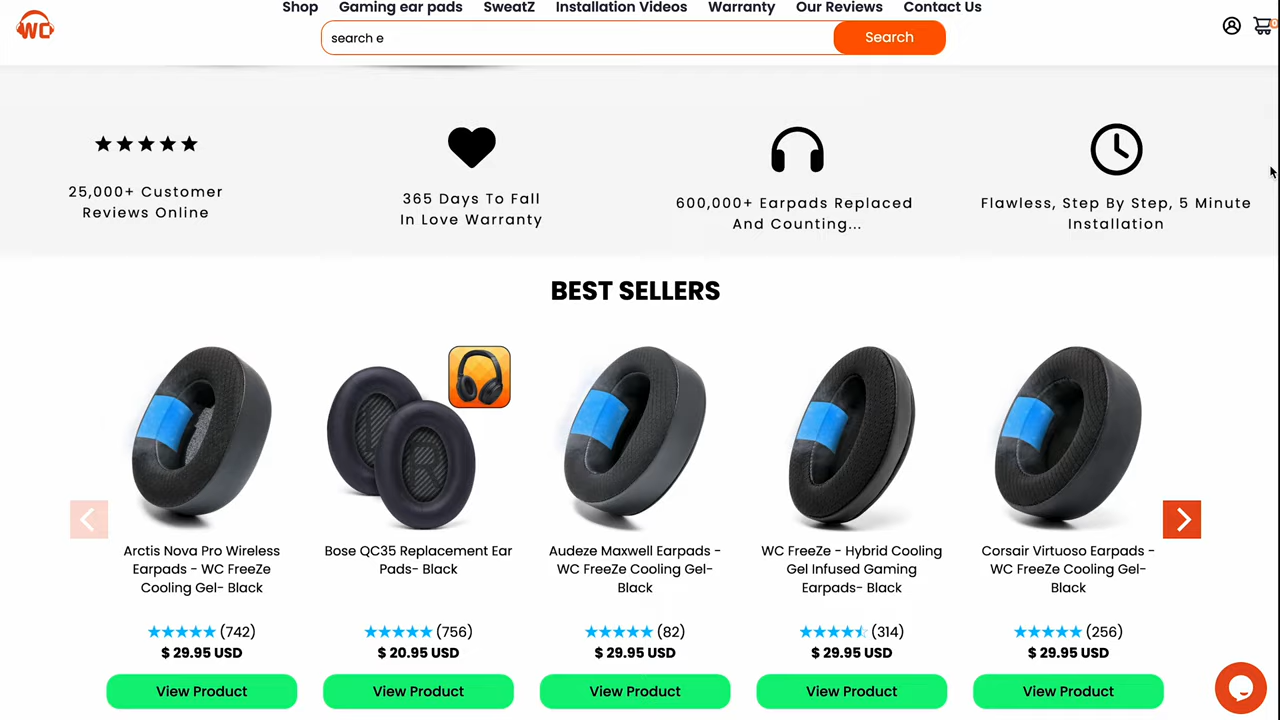 Shop Gaming ear pads SweatZ Installation Videos Warranty Our Reviews Contact Us
WC
search e
Search
0
25,000+ Customer
Reviews Online
365 Days To Fall
In Love Warranty
600,000+ Earpads Replaced
And Counting...
Flawless, Step By Step, 5 Minute
Installation
BEST SELLERS
Arctis Nova Pro Wireless
Earpads - WC FreeZe
Cooling Gel- Black
(742)
$ 29.95 USD
View Product
Bose QC35 Replacement Ear
Pads- Black
(756)
$ 20.95 USD
View Product
Audeze Maxwell Earpads -
WC FreeZe Cooling Gel-
Black
(82)
$ 29.95 USD
View Product
WC FreeZe - Hybrid Cooling
Gel Infused Gaming
Earpads- Black
(314)
$ 29.95 USD
View Product
Corsair Virtuoso Earpads -
WC FreeZe Cooling Gel-
Black
(256)
$ 29.95 USD
View Product